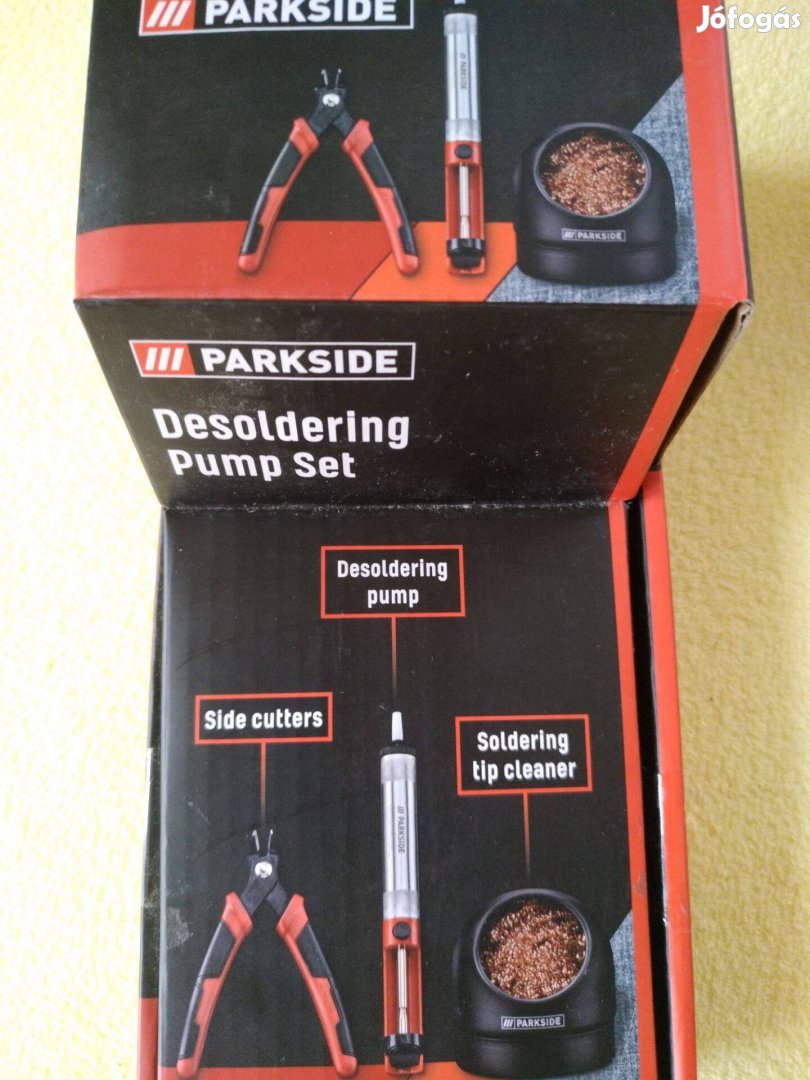 Jófogás
PARKSIDE
PARKSIDE
PARKSIDE
PARKSIDE
Desoldering
Pump Set
Desoldering
pump
Side cutters
Soldering
tip cleaner
PARKSIDE
PARKSIDE